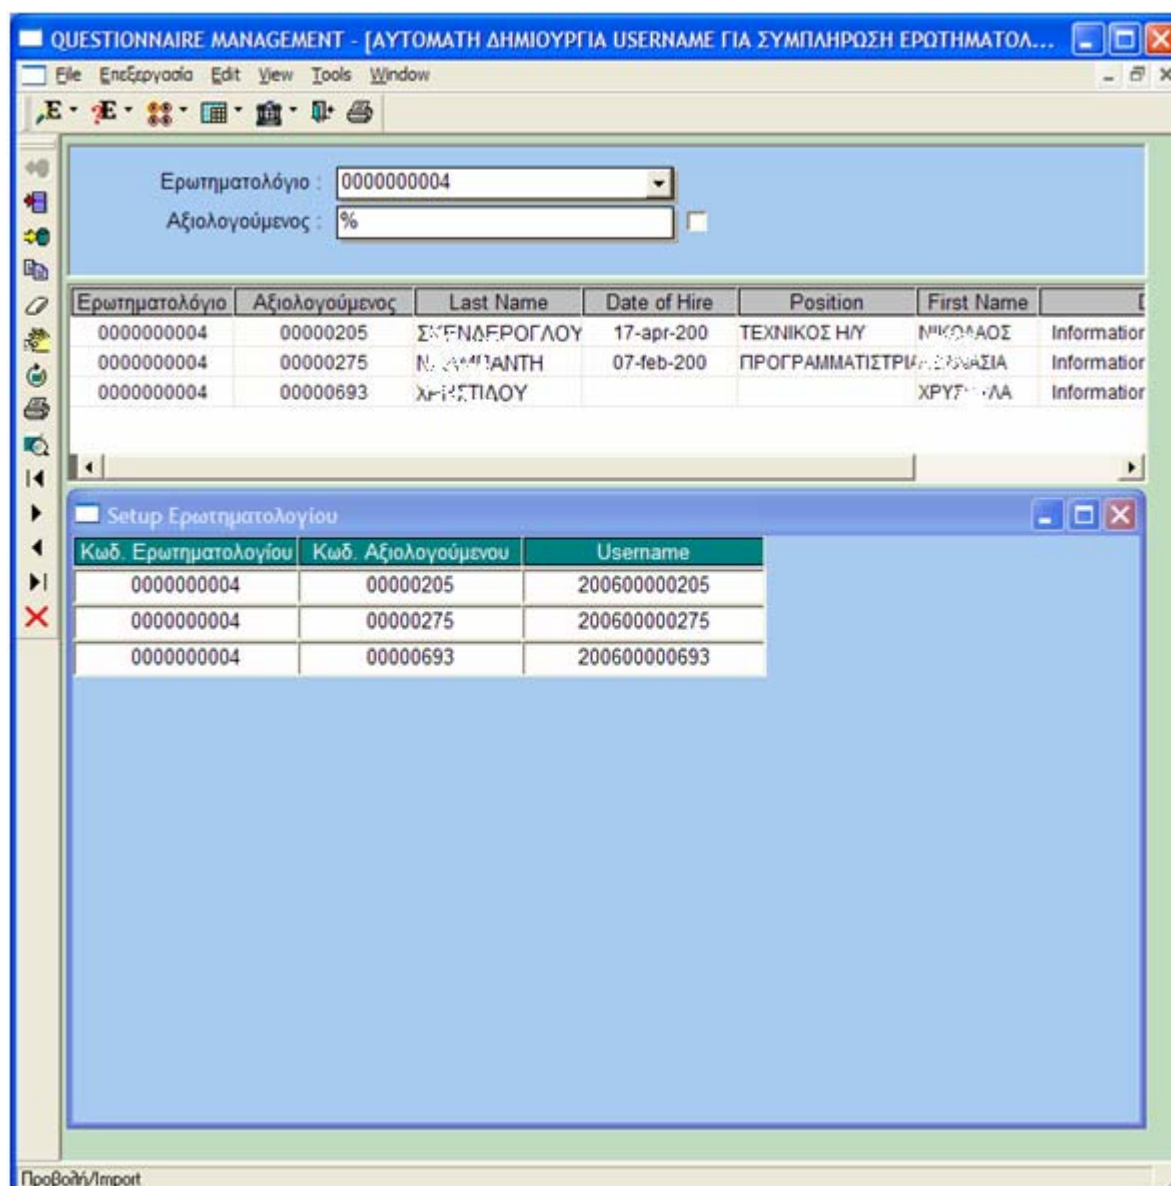 QUESTIONNAIRE MANAGEMENT - [ΑΥΤΟΜΑΤΗ ΔΗΜΙΟΥΡΓΙΑ USERNAME ΓΙΑ ΣΥΜΠΛΗΡΩΣΗ ΕΡΩΤΗΜΑΤΟΛ...
File Επεξεργασία Edit View Tools Window
Ερωτηματολόγιο : 0000000004
Αξιολογούμενος : %
Ερωτηματολόγιο Αξιολογούμενος Last Name Date of Hire Position First Name D
0000000004 00000205 17-apr-200 ΤΕΧΝΙΚΟΣ Η/Υ Information
0000000004 00000275 07-feb-200 ΠΡΟΓΡΑΜΜΑΤΙΣΤΡΙΑ Information
0000000004 00000693 Information
Setup Ερωτηματολογίου
Κωδ. Ερωτηματολογίου Κωδ. Αξιολογούμενου Username
0000000004 00000205 200600000205
0000000004 00000275 200600000275
0000000004 00000693 200600000693
Προβολή/Import